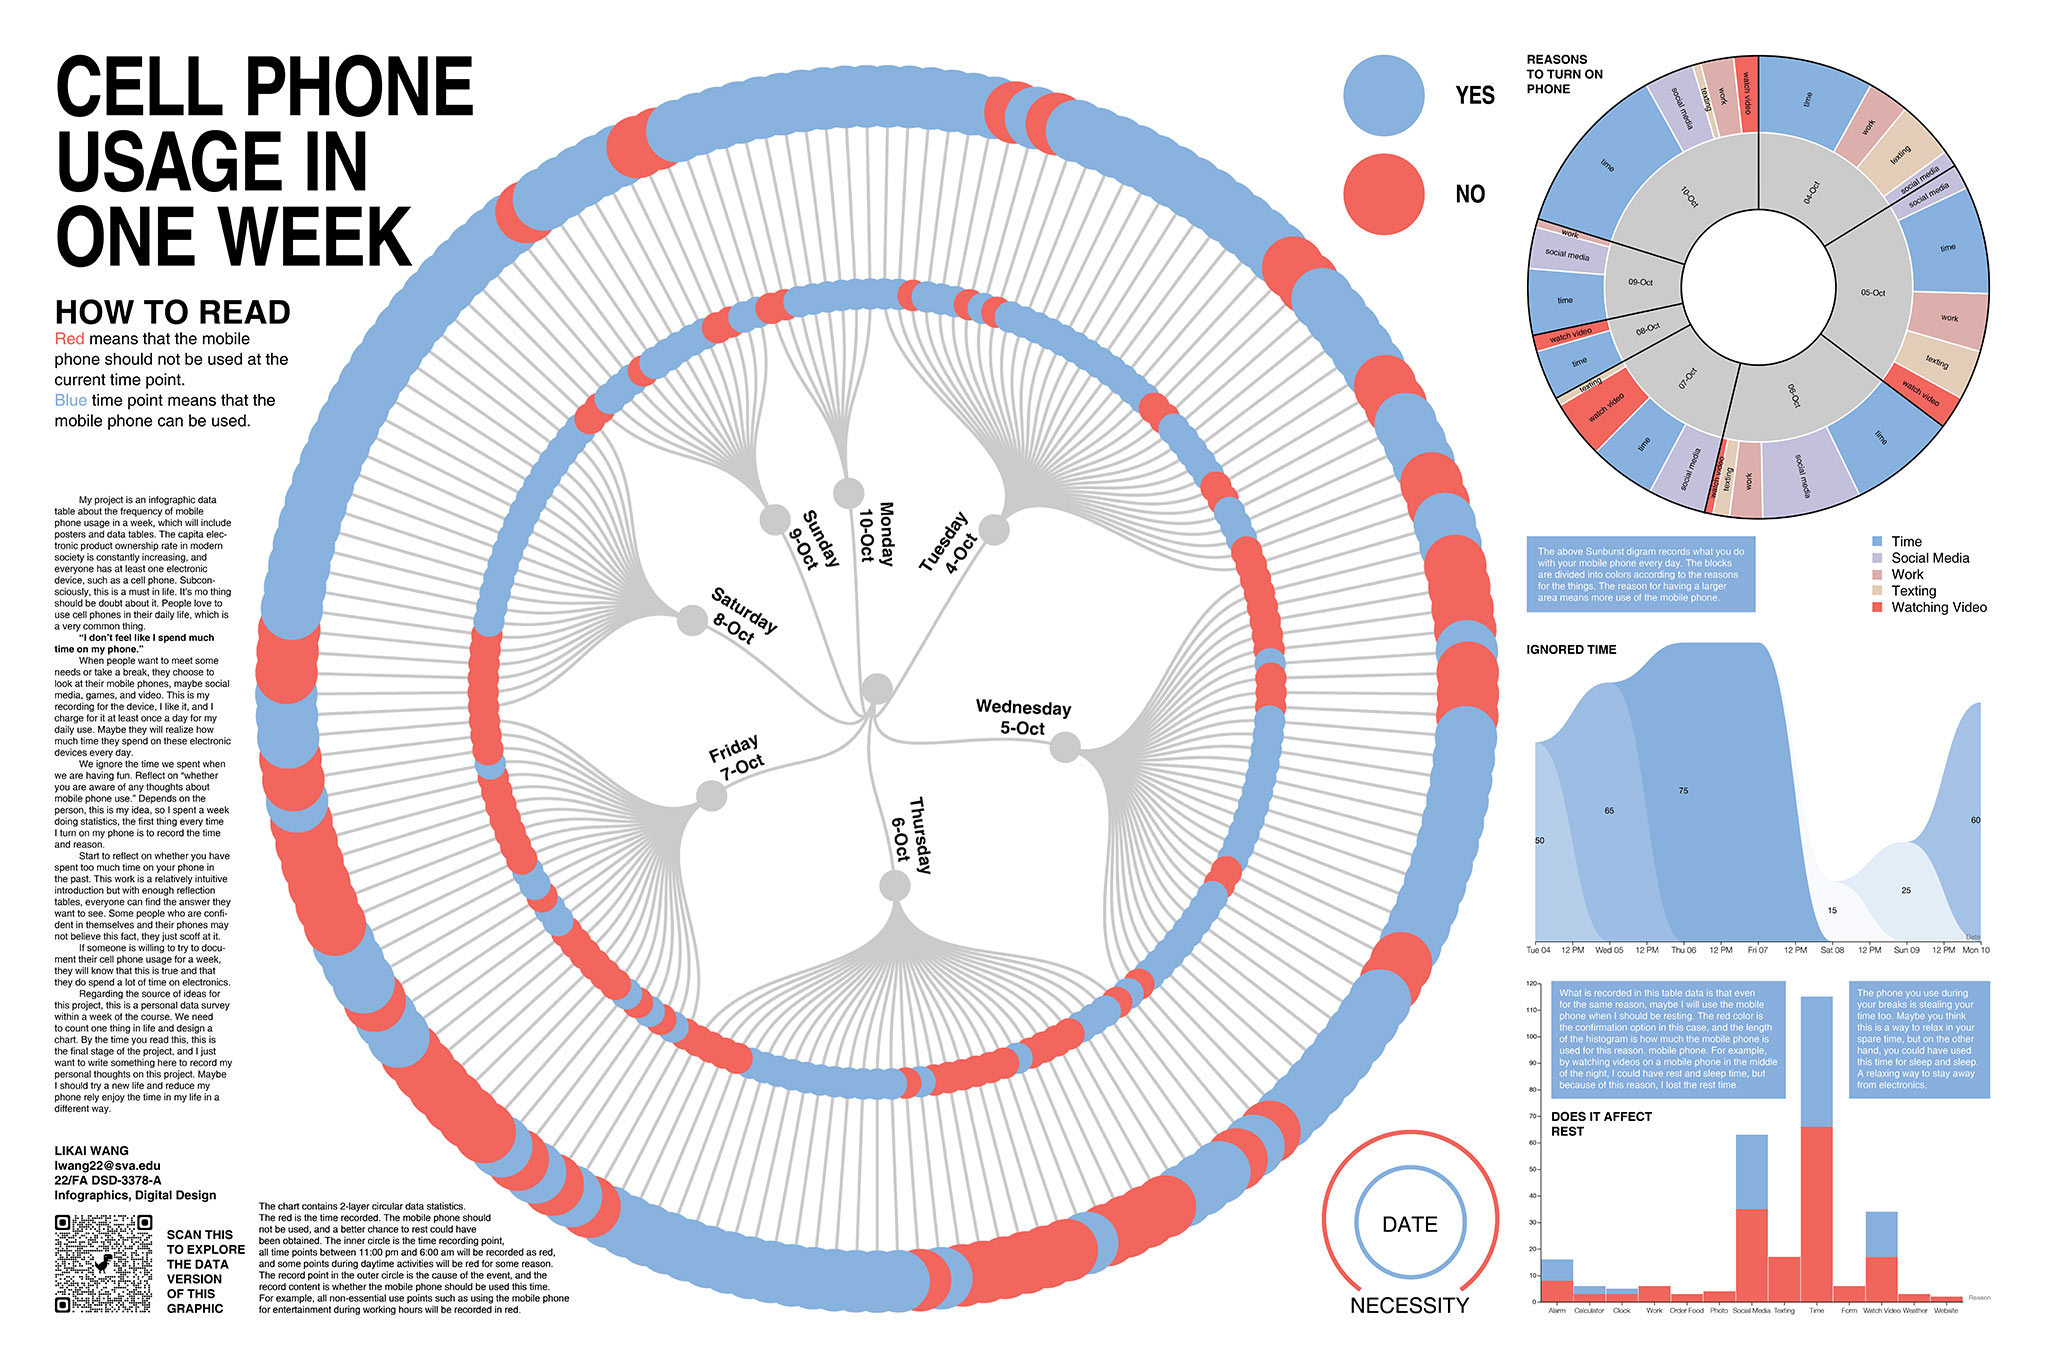 CELL PHONE
USAGE IN
ONE WEEK
HOW TO READ
Red means that the mobile
phone should not be used at the
current time point.
Blue time point means that the
mobile phone can be used.
My project is an infographic data
table about the frequency of mobile
phone usage in a week, which will include
posters and data tables. The capita elec-
tronic product ownership rate in modern
society is constantly increasing, and
everyone has at least one electronic
device, such as a cell phone. Subcon-
sciously, this is a must in life. It's mo thing
should be doubt about it. People love to
use cell phones in their daily life, which is
a very common thing.
"I don't feel like I spend much
time on my phone."
When people want to meet some
needs or take a break, they choose to
look at their mobile phones, maybe social
media, games, and video. This is my
recording for the device, I like it, and I
charge for it at least once a day for my
daily use. Maybe they will realize how
much time they spend on these electronic
devices every day.
We ignore the time we spent when
we are having fun. Reflect on "whether
you are aware of any thoughts about
mobile phone use." Depends on the
person, this is my idea, so I spent a week
doing statistics, the first thing every time
I turn on my phone is to record the time
and reason.
Start to reflect on whether you have
spent too much time on your phone in
the past. This work is a relatively intuitive
introduction but with enough reflection
tables, everyone can find the answer they
want to see. Some people who are confi-
dent in themselves and their phones may
not believe this fact, they just scoff at it.
If someone is willing to try to docu-
ment their cell phone usage for a week,
they will know that this is true and that
they do spend a lot of time on electronics.
Regarding the source of ideas for
this project, this is a personal data survey
within a week of the course. We need
to count one thing in life and design a
chart. By the time you read this, this is
the final stage of the project, and I just
want to write something here to record my
personal thoughts on this project. Maybe
I should try a new life and reduce my
phone rely enjoy the time in my life in a
different way.
LIKAI WANG
lwang22@sva.edu
22/FA DSD-3378-A
Infographics, Digital Design
SCAN THIS
TO EXPLORE
THE DATA
VERSION
OF THIS
GRAPHIC
The chart contains 2-layer circular data statistics.
The red is the time recorded. The mobile phone should
not be used, and a better chance to rest could have
been obtained. The inner circle is the time recording point,
all time points between 11:00 pm and 6:00 am will be recorded as red,
and some points during daytime activities will be red for some reason.
The record point in the outer circle is the cause of the event, and the
record content is whether the mobile phone should be used this time.
For example, all non-essential use points such as using the mobile phone
for entertainment during working hours will be recorded in red.
Sunday
9-Oct
Monday
10-Oct
Tuesday
4-Oct
Saturday
8-Oct
Wednesday
5-Oct
Friday
7-Oct
Thursday
6-Oct
YES
NO
DATE
NECESSITY
REASONS
TO TURN ON
PHONE
04-Oct
time
work
texting
social media
05-Oct
social media
time
work
texting
watch video
06-Oct
time
social media
work
texting
watch video
07-Oct
social media
time
watch video
texting
08-Oct
time
watch video
09-Oct
time
social media
work
10-Oct
time
social media
texting
work
watch video
The above Sunburst digram records what you do
with your mobile phone every day. The blocks
are divided into colors according to the reasons
for the things. The reason for having a larger
area means more use of the mobile phone.
Time
Social Media
Work
Texting
Watching Video
IGNORED TIME
50
65
75
15
25
60
Date
Tue 04 12 PM Wed 05 12 PM Thu 06 12 PM Fri 07 12 PM Sat 08 12 PM Sun 09 12 PM Mon 10
What is recorded in this table data is that even
for the same reason, maybe I will use the mobile
phone when I should be resting. The red color is
the confirmation option in this case, and the length
of the histogram is how much the mobile phone is
used for this reason. mobile phone. For example,
by watching videos on a mobile phone in the middle
of the night, I could have rest and sleep time, but
because of this reason, I lost the rest time.
The phone you use during
your breaks is stealing your
time too. Maybe you think
this is a way to relax in your
spare time, but on the other
hand, you could have used
this time for sleep and sleep.
A relaxing way to stay away
from electronics.
DOES IT AFFECT
REST
120
110
100
90
80
70
60
50
40
30
20
10
0
Alarm Calculator Clock Work Order Food Photo Social Media Texting Time Form Watch Video Weather Website
Reason